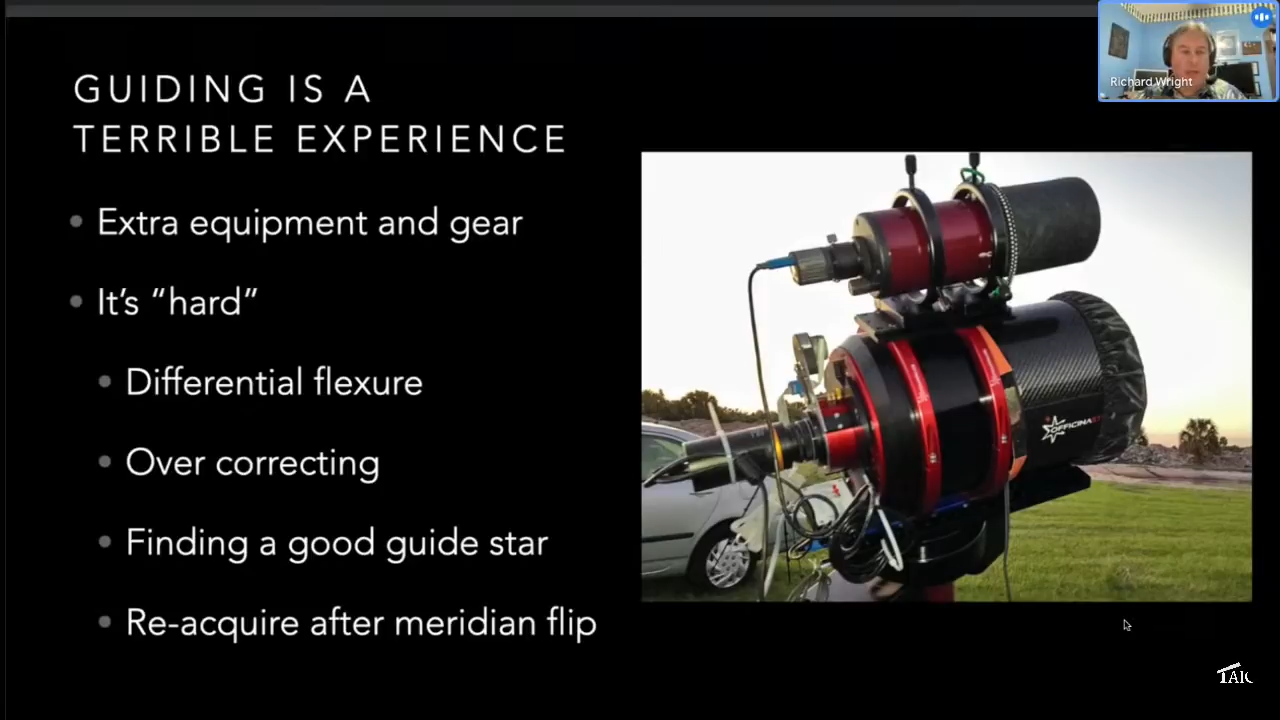 Richard Wright
GUIDING IS A
TERRIBLE EXPERIENCE
Extra equipment and gear
It's “hard”
Differential flexure
Over correcting
Finding a good guide star
Re-acquire after meridian flip